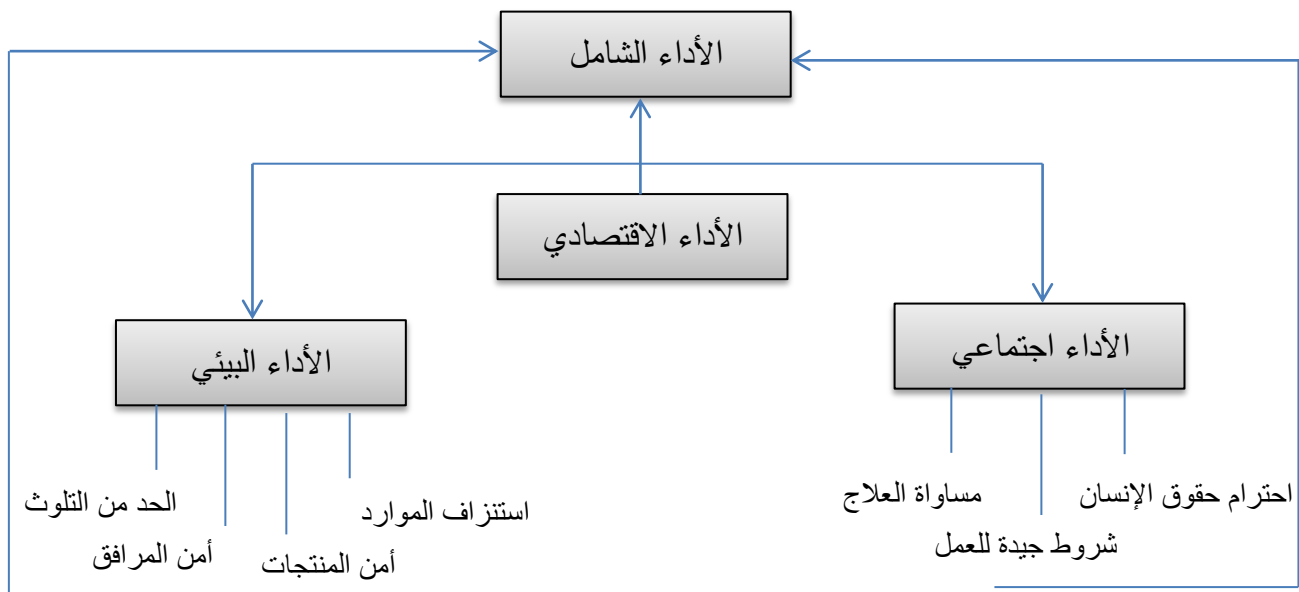 الأداء الشامل
الأداء الاقتصادي
الأداء اجتماعي
الأداء البيئي
احترام حقوق الإنسان
مساواة العلاج
شروط جيدة للعمل
استنزاف الموارد
الحد من التلوث
أمن المنتجات
أمن المرافق